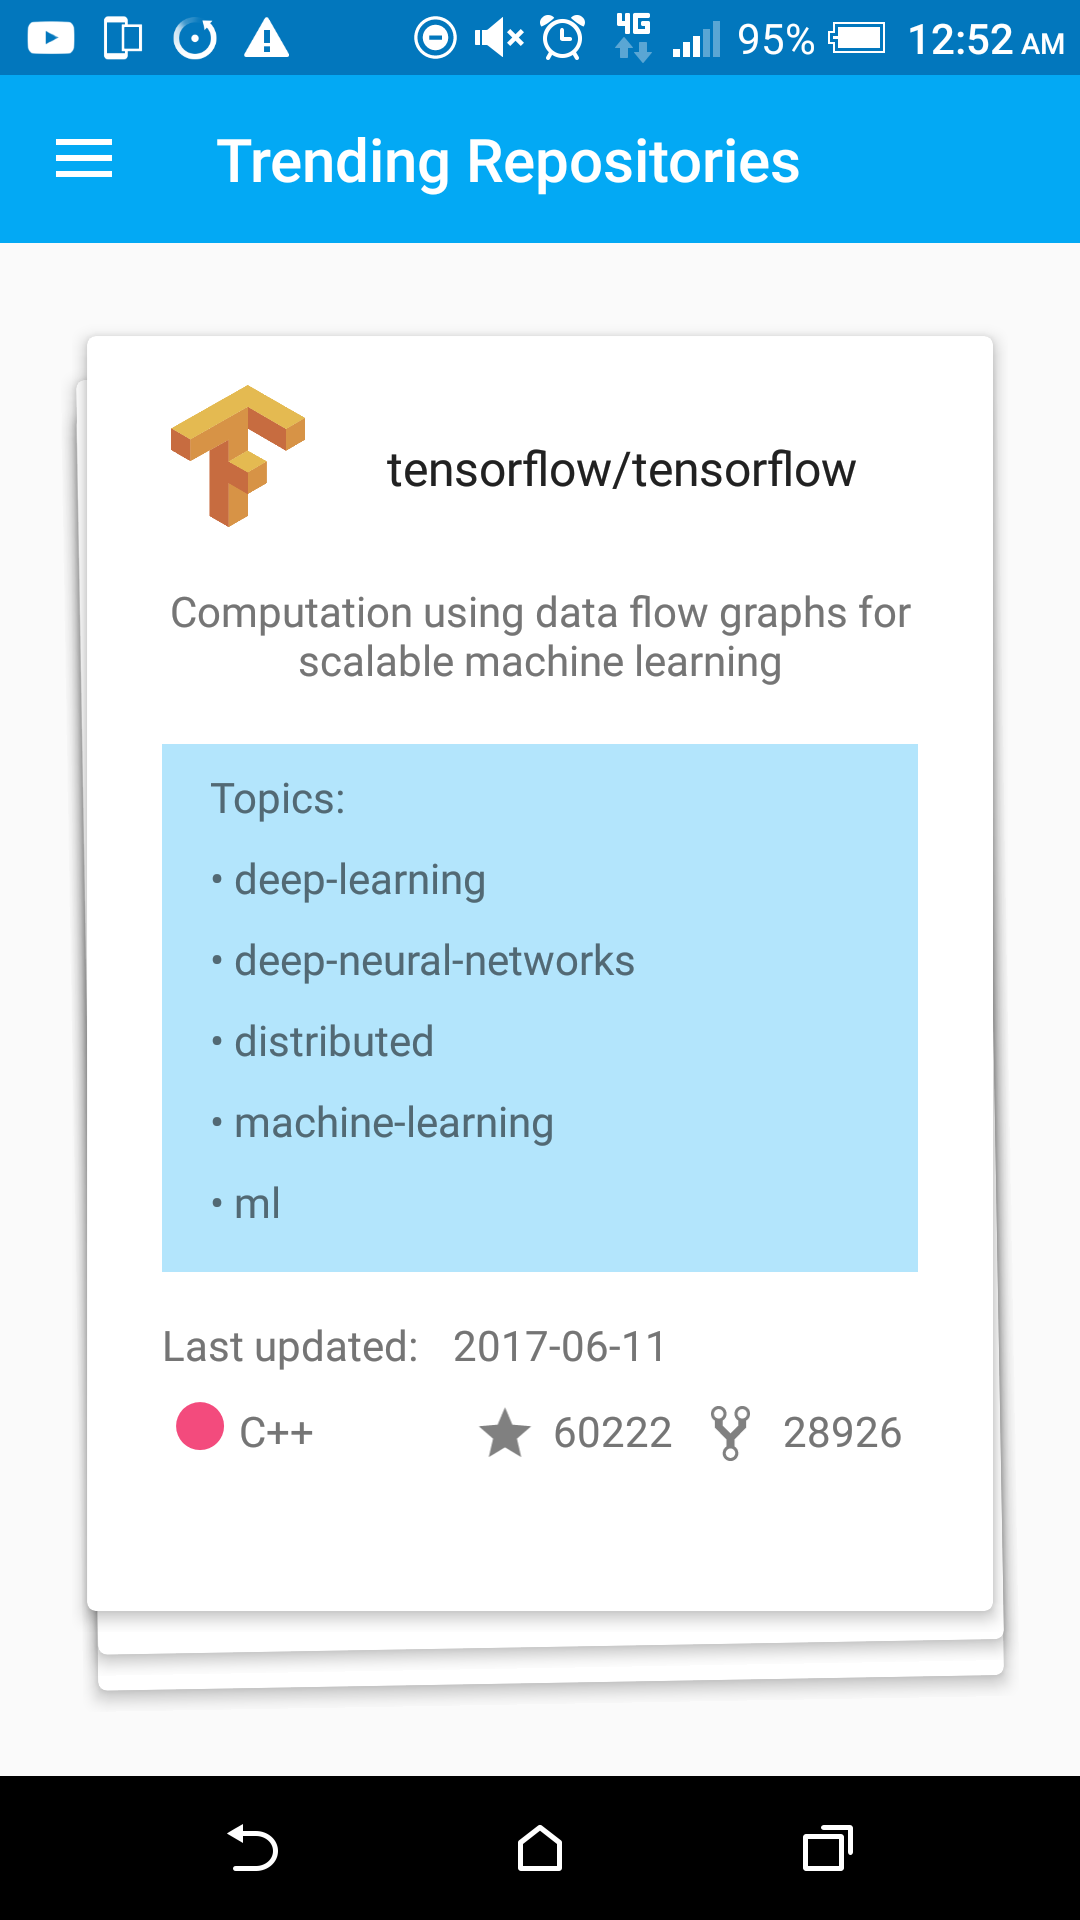 4G 95% 12:52 AM
Trending Repositories
tensorflow/tensorflow
Computation using data flow graphs for
scalable machine learning
Topics:
• deep-learning
• deep-neural-networks
• distributed
• machine-learning
• ml
Last updated: 2017-06-11
C++ 60222 28926